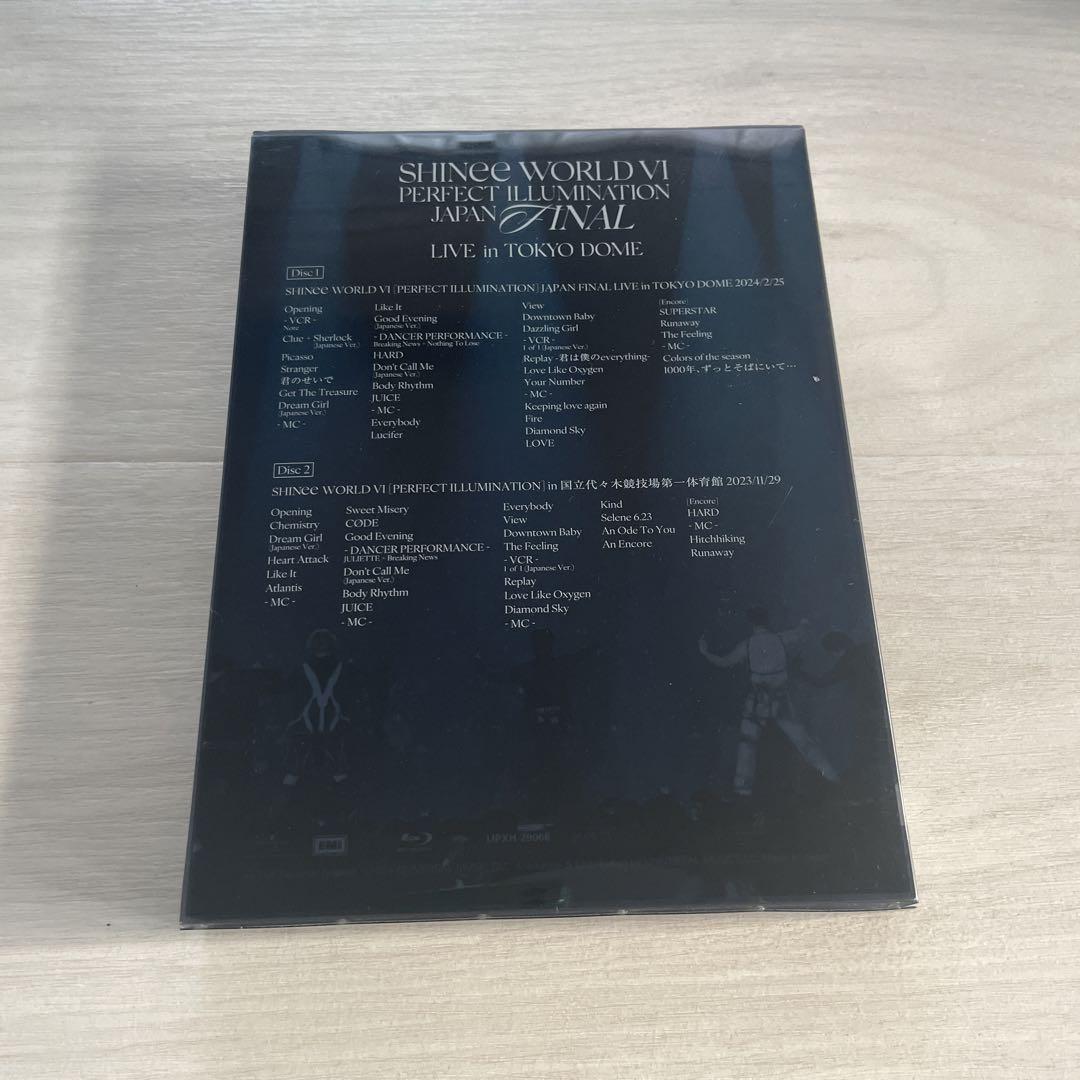 SHINee WORLD VI
PERFECT ILLUMINATION
JAPAN FINAL
LIVE in TOKYO DOME
Disc 1
SHINee WORLD VI [PERFECT ILLUMINATION] JAPAN FINAL LIVE in TOKYO DOME 2024/2/25
Opening
- VCR -
Note
Clue + Sherlock
(Japanese Ver.)
Picasso
Stranger
君のせいで
Get The Treasure
Dream Girl
(Japanese Ver.)
- MC -
Like It
Good Evening
(Japanese Ver.)
- DANCER PERFORMANCE -
Breaking News + Nothing To Lose
HARD
Don't Call Me
(Japanese Ver.)
Body Rhythm
JUICE
- MC -
Everybody
Lucifer
View
Downtown Baby
Dazzling Girl
- VCR -
1 of 1 (Japanese Ver.)
Replay -君は僕のeverything-
Love Like Oxygen
Your Number
- MC -
Keeping love again
Fire
Diamond Sky
LOVE
[Encore]
SUPERSTAR
Runaway
The Feeling
- MC -
Colors of the season
1000年、ずっとそばにいて…
Disc 2
SHINee WORLD VI [PERFECT ILLUMINATION] in 国立代々木競技場第一体育館 2023/11/29
Opening
Chemistry
Dream Girl
(Japanese Ver.)
Heart Attack
Like It
Atlantis
- MC -
Sweet Misery
CØDE
Good Evening
- DANCER PERFORMANCE -
JULIETTE + Breaking News
Don't Call Me
(Japanese Ver.)
Body Rhythm
JUICE
- MC -
Everybody
View
Downtown Baby
The Feeling
- VCR -
1 of 1 (Japanese Ver.)
Replay
Love Like Oxygen
Diamond Sky
- MC -
Kind
Selene 6.23
An Ode To You
An Encore
[Encore]
HARD
- MC -
Hitchhiking
Runaway
EMI